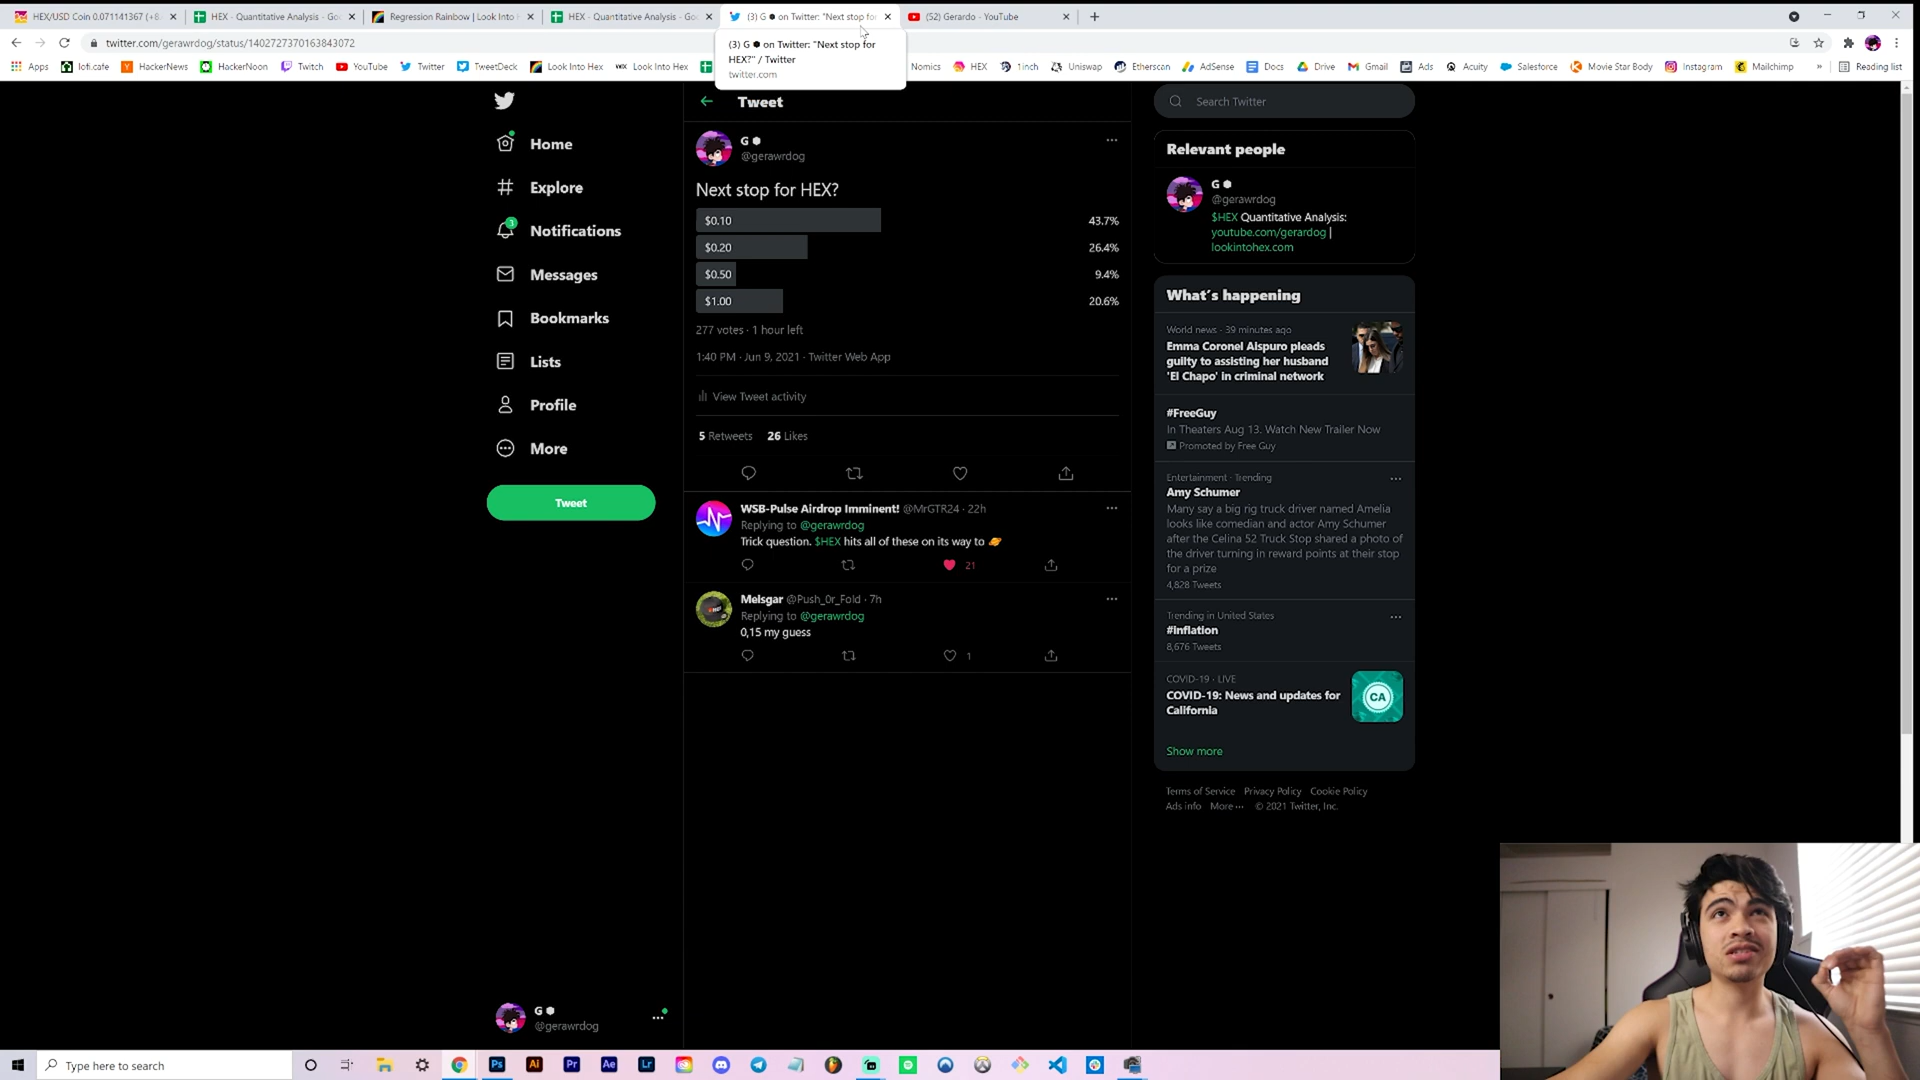 HEX/USD Coin 0.071141367 (+8
HEX - Quantitative Analysis - Go
Regression Rainbow | Look Into
HEX - Quantitative Analysis - Go
(3) G ⬢ on Twitter: "Next stop for
(52) Gerardo - YouTube
twitter.com/gerawrdog/status/1402727370163843072
(3) G ⬢ on Twitter: "Next stop for
HEX?" / Twitter
twitter.com
Apps
lofi.cafe
HackerNews
HackerNoon
Twitch
YouTube
Twitter
TweetDeck
Look Into Hex
Look Into Hex
Nomics
HEX
1inch
Uniswap
Etherscan
AdSense
Docs
Drive
Gmail
Ads
Acuity
Salesforce
Movie Star Body
Instagram
Mailchimp
»
Reading list
Home
Explore
3
Notifications
Messages
Bookmarks
Lists
Profile
More
Tweet
G ⬢
@gerawrdog
Tweet
G ⬢
@gerawrdog
Next stop for HEX?
$0.10 43.7%
$0.20 26.4%
$0.50 9.4%
$1.00 20.6%
277 votes · 1 hour left
1:40 PM · Jun 9, 2021 · Twitter Web App
View Tweet activity
5 Retweets 26 Likes
WSB-Pulse Airdrop Imminent! @MrGTR24 · 22h
Replying to @gerawrdog
Trick question. $HEX hits all of these on its way to 🪐
21
Melsgar @Push_0r_Fold · 7h
Replying to @gerawrdog
0,15 my guess
1
Search Twitter
Relevant people
G ⬢
@gerawrdog
$HEX Quantitative Analysis:
youtube.com/gerardog |
lookintohex.com
What's happening
World news · 39 minutes ago
Emma Coronel Aispuro pleads
guilty to assisting her husband
'El Chapo' in criminal network
#FreeGuy
In Theaters Aug 13. Watch New Trailer Now
Promoted by Free Guy
Entertainment · Trending
Amy Schumer
Many say a big rig truck driver named Amelia
looks like comedian and actor Amy Schumer
after the Celina 52 Truck Stop shared a photo of
the driver turning in reward points at their stop
for a prize
4,828 Tweets
Trending in United States
#inflation
8,676 Tweets
COVID-19 · LIVE
COVID-19: News and updates for
California
CA
Show more
Terms of Service Privacy Policy Cookie Policy
Ads info More ··· © 2021 Twitter, Inc.
Type here to search
Ps
Ai
Pr
Ae
Lr